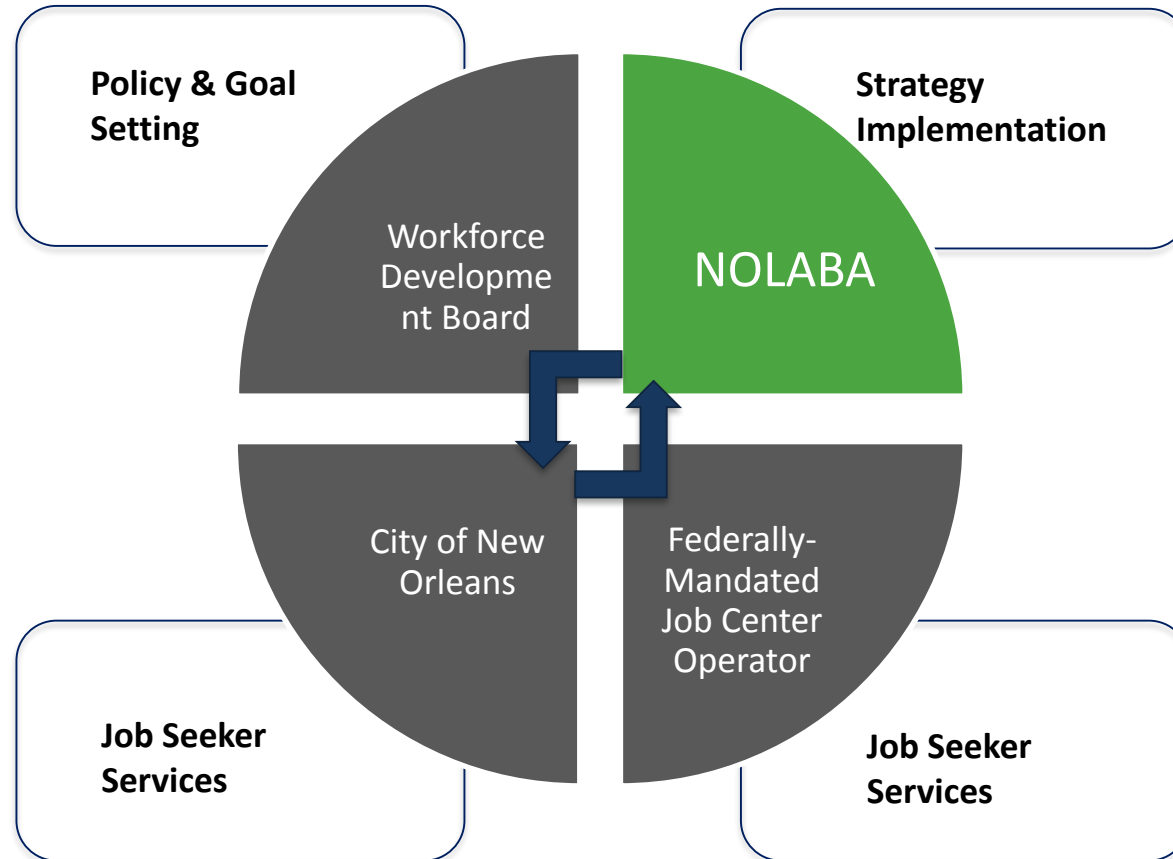 Policy & Goal
Setting
Strategy
Implementation
Workforce
Developme
nt Board
NOLABA
City of New
Orleans
Federally-
Mandated
Job Center
Operator
Job Seeker
Services
Job Seeker
Services